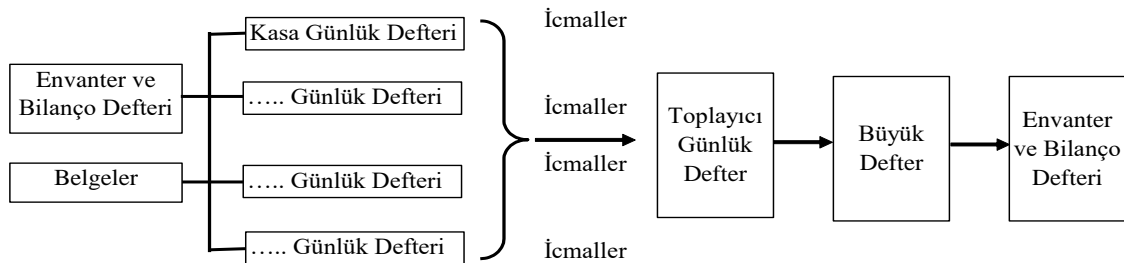 Envanter ve
Bilanço Defteri
Belgeler
Kasa Günlük Defteri
….. Günlük Defteri
….. Günlük Defteri
….. Günlük Defteri
İcmaller
İcmaller
İcmaller
İcmaller
Toplayıcı
Günlük
Defter
Büyük
Defter
Envanter
ve Bilanço
Defteri